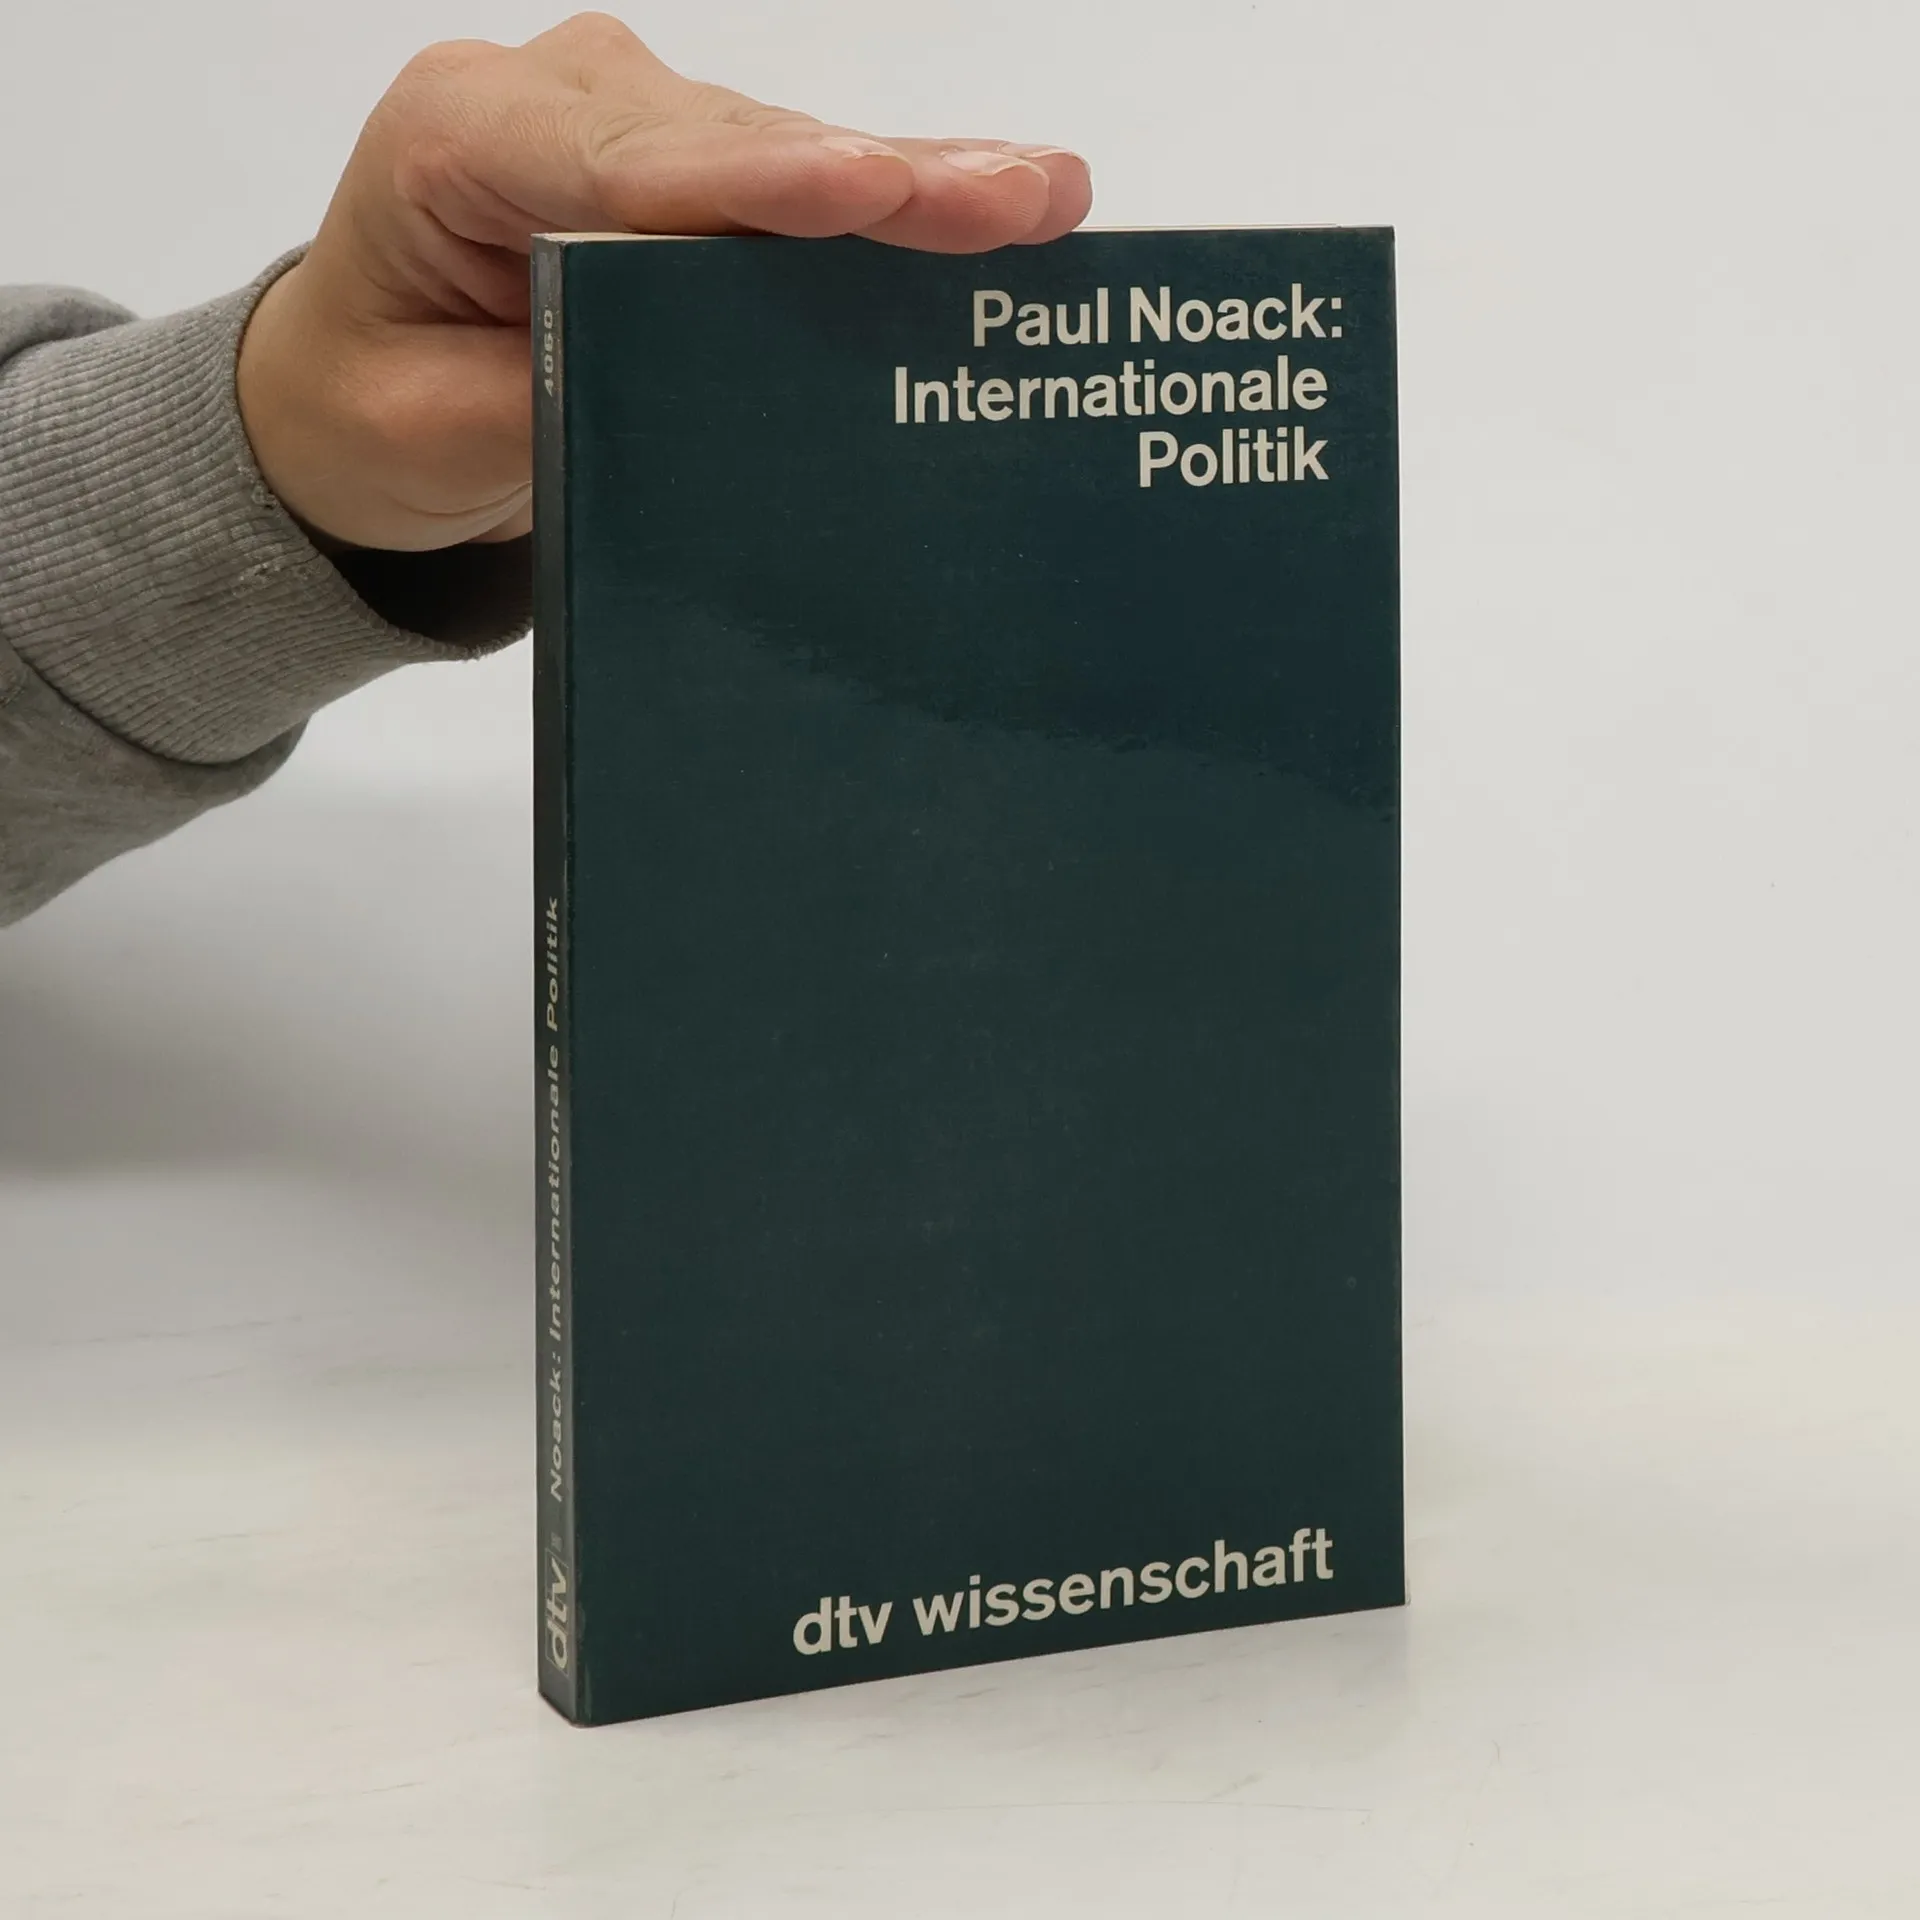 Paul Noack:
Internationale
Politik
dtv wissenschaft
4060
Noack: Internationale Politik
dtv